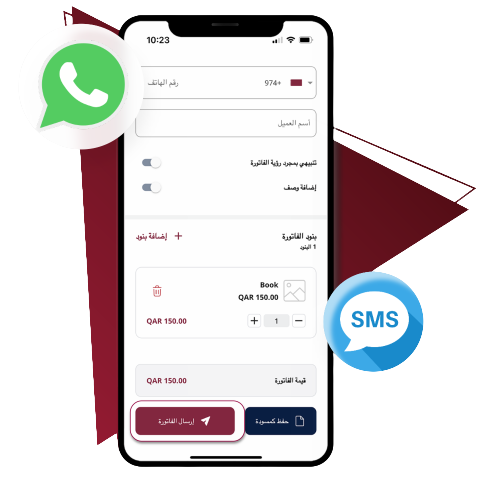 10:23
رقم الهاتف
974+
أسم العميل
تنبيهي بمجرد رؤية الفاتورة
إضافة وصف
بنود الفاتورة
+ إضافة بنود
1 البنود
Book
QAR 150.00
QAR 150.00
+ 1 −
SMS
قيمة الفاتورة
QAR 150.00
حفظ كمسودة
إرسال الفاتورة